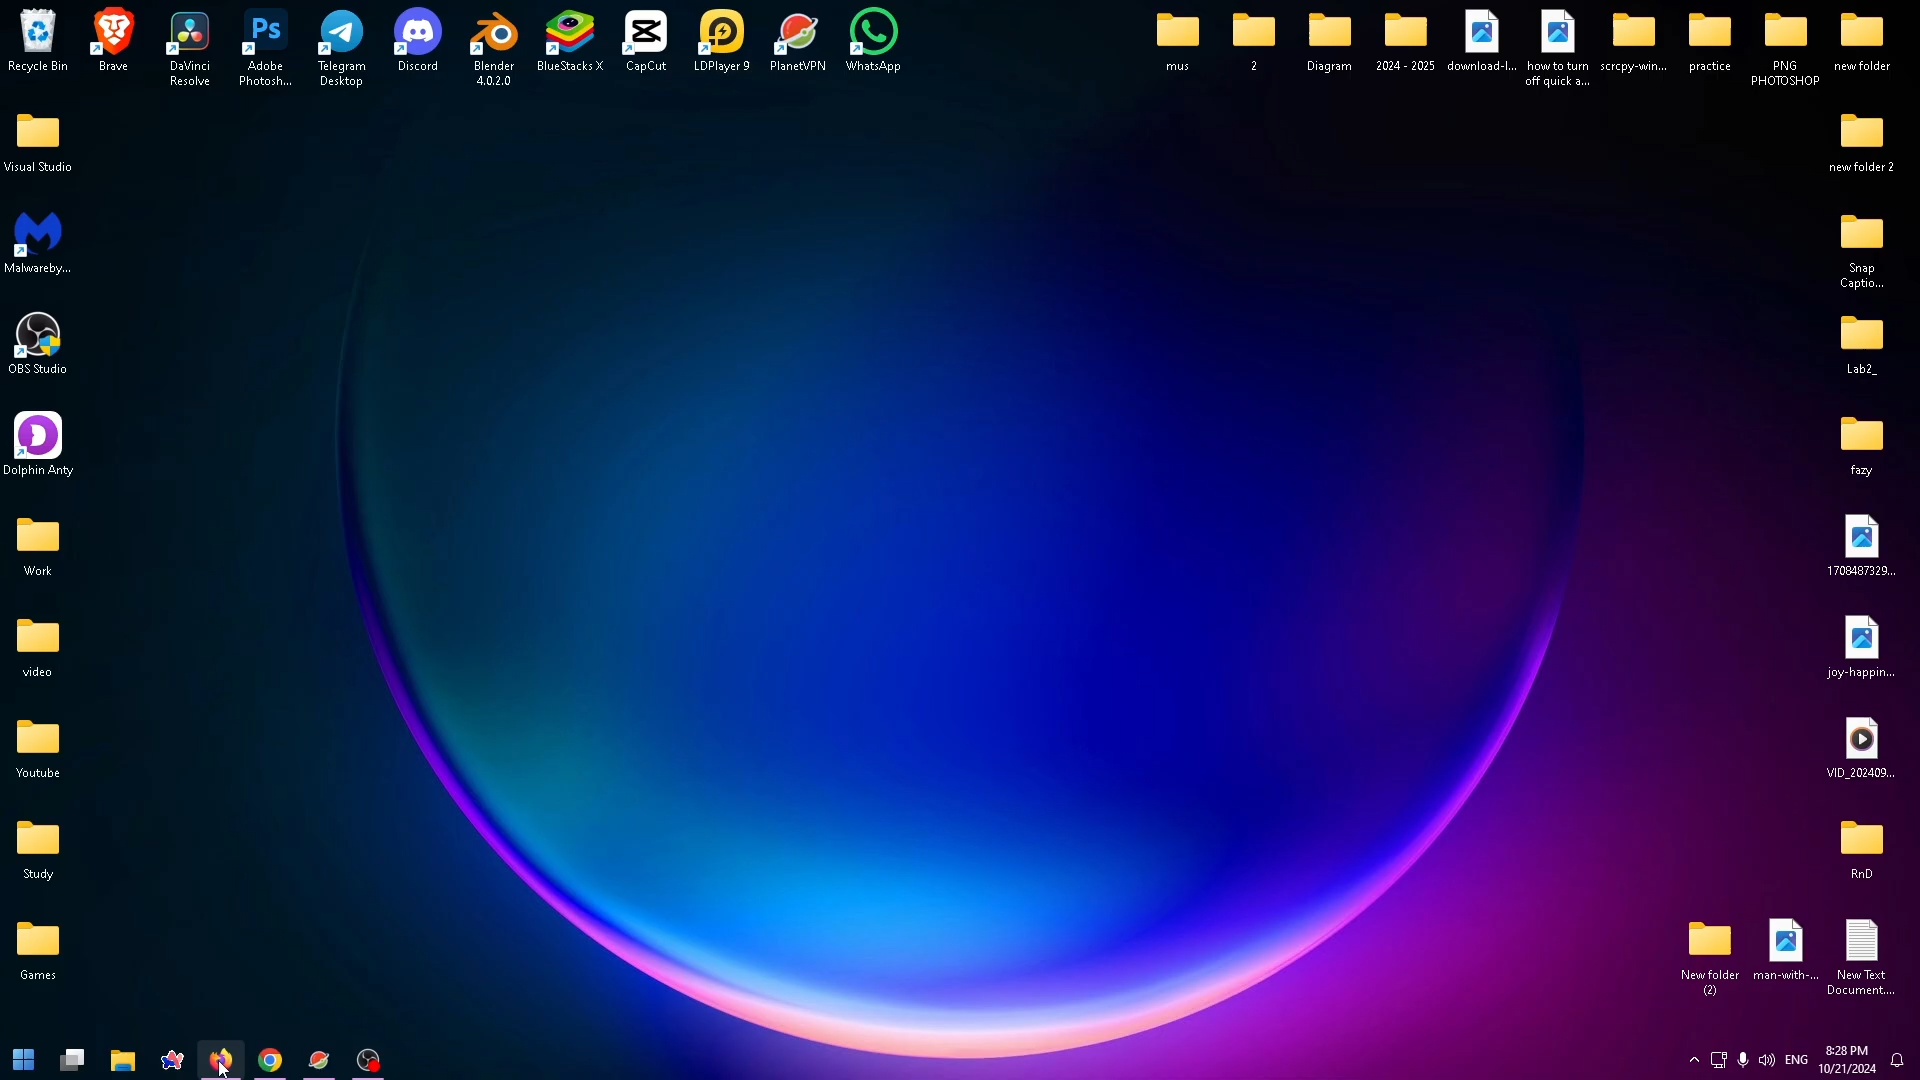 Recycle Bin
Brave
DaVinci
Resolve
Ps
Adobe
Photosh...
Telegram
Desktop
Discord
Blender
4.0.2.0
BlueStacks X
CapCut
LDPlayer 9
PlanetVPN
WhatsApp
mus
2
Diagram
2024 - 2025
download-l...
how to turn
off quick a...
scrcpy-win...
practice
PNG
PHOTOSHOP
new folder
Visual Studio
new folder 2
Malwareby...
Snap
Captio...
OBS Studio
Lab2_
Dolphin Anty
fazy
Work
1708487329...
video
joy-happin...
Youtube
VID_202409...
Study
RnD
Games
New folder
(2)
man-with-...
New Text
Document....
ENG
8:28 PM
10/21/2024